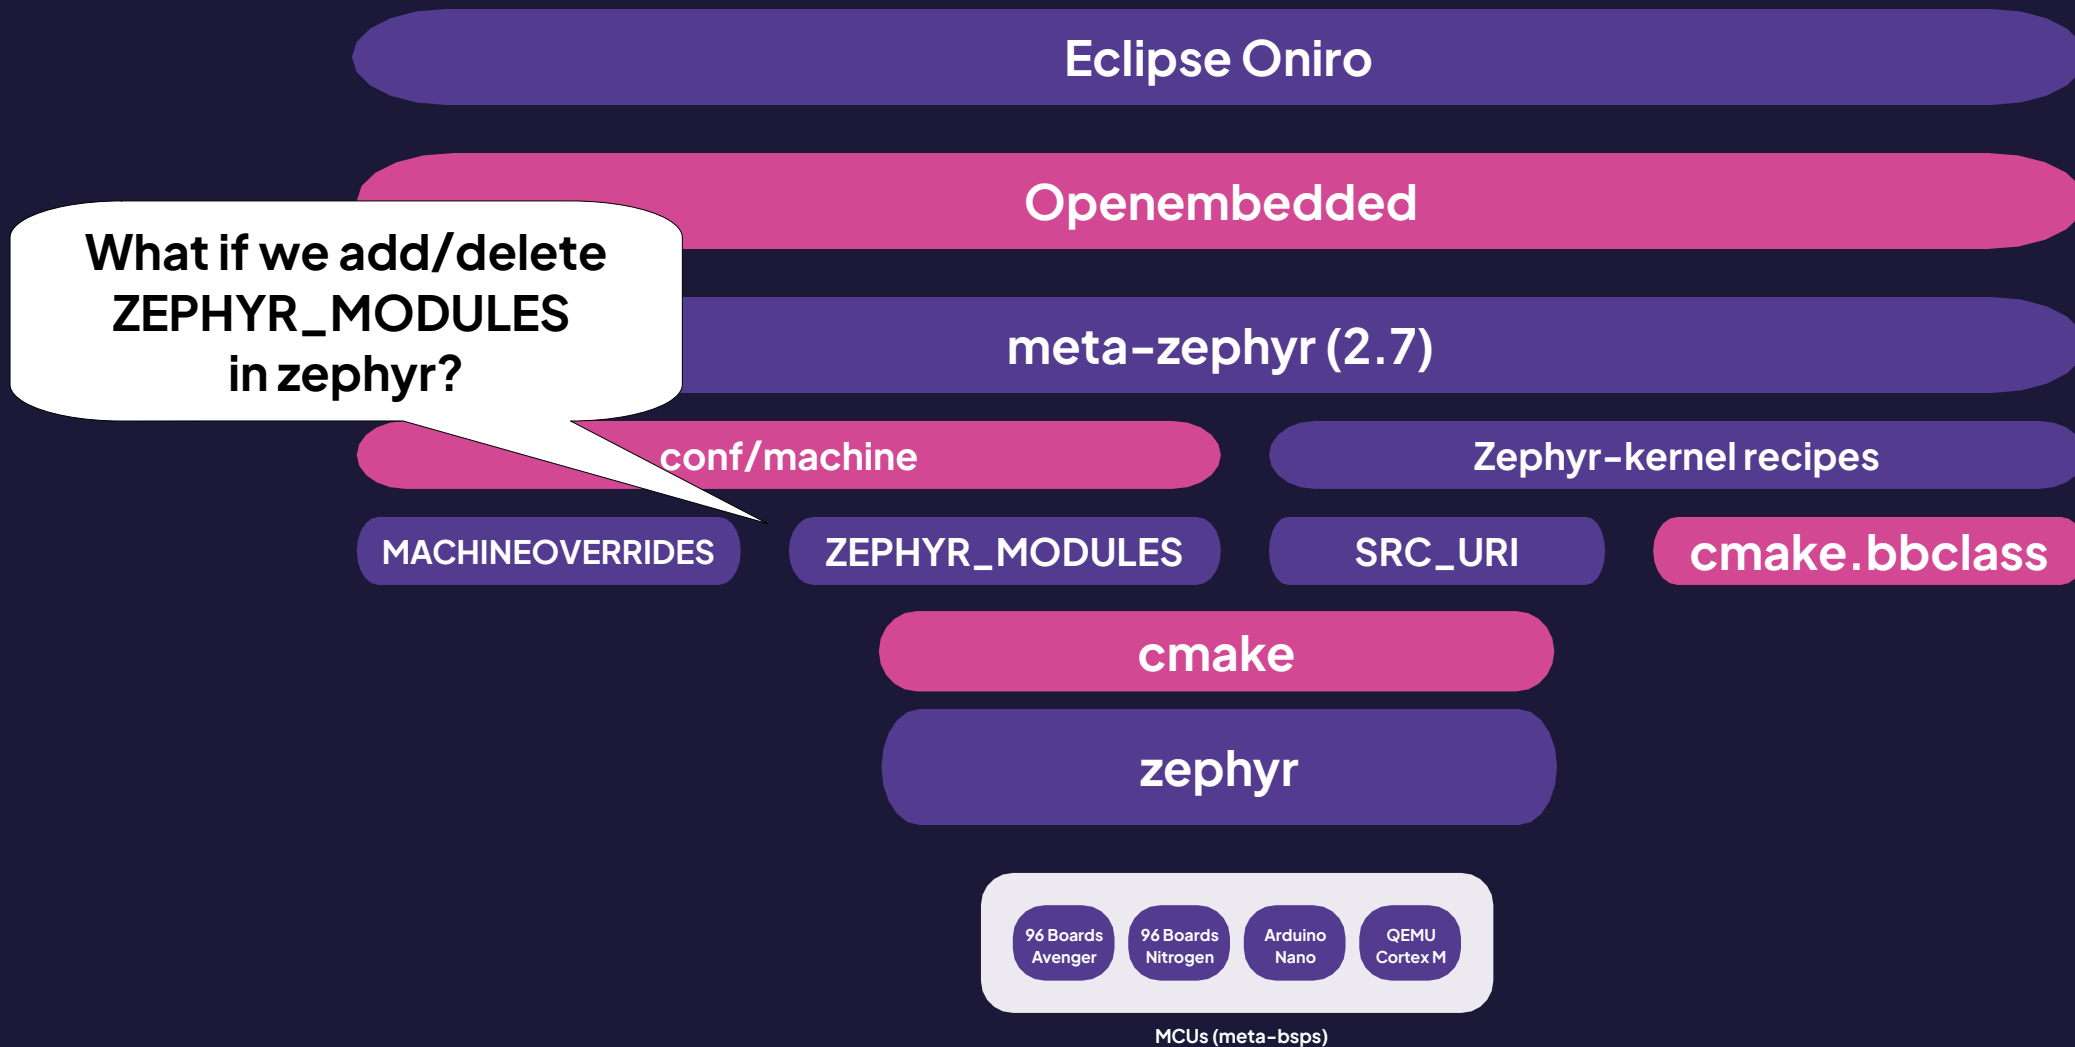 Eclipse Oniro
Openembedded
What if we add/delete
ZEPHYR_MODULES
in zephyr?
meta-zephyr (2.7)
conf/machine
Zephyr-kernel recipes
MACHINEOVERRIDES
ZEPHYR_MODULES
SRC_URI
cmake.bbclass
cmake
zephyr
96 Boards
Avenger
96 Boards
Nitrogen
Arduino
Nano
QEMU
Cortex M
MCUs (meta-bsps)